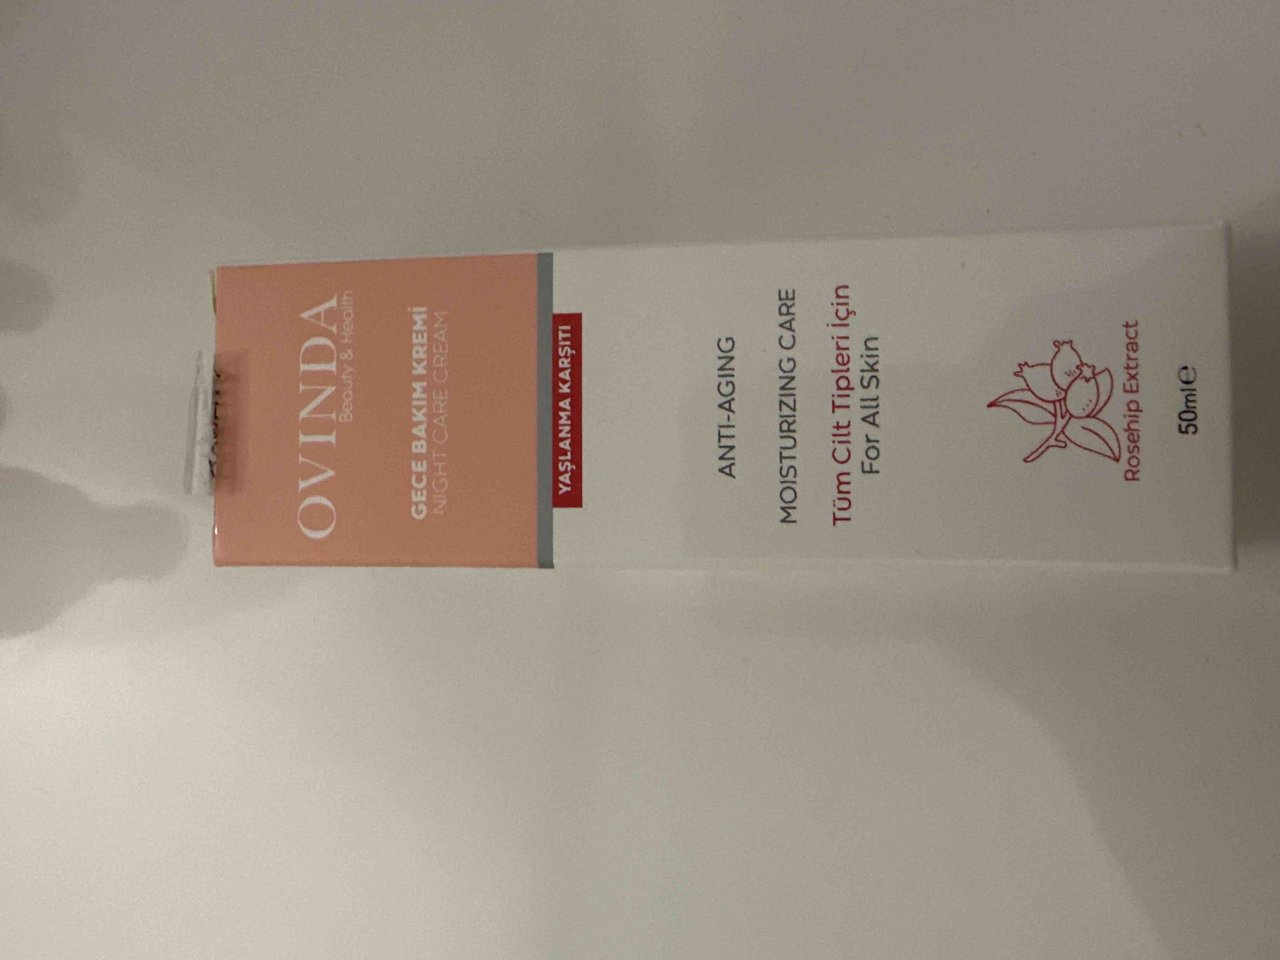 OVINDA
Beauty & Health
GECE BAKIM KREMİ
NIGHT CARE CREAM
YAŞLANMA KARŞITI
ANTI-AGING
MOISTURIZING CARE
Tüm Cilt Tipleri İçin
For All Skin
Rosehip Extract
50ml e